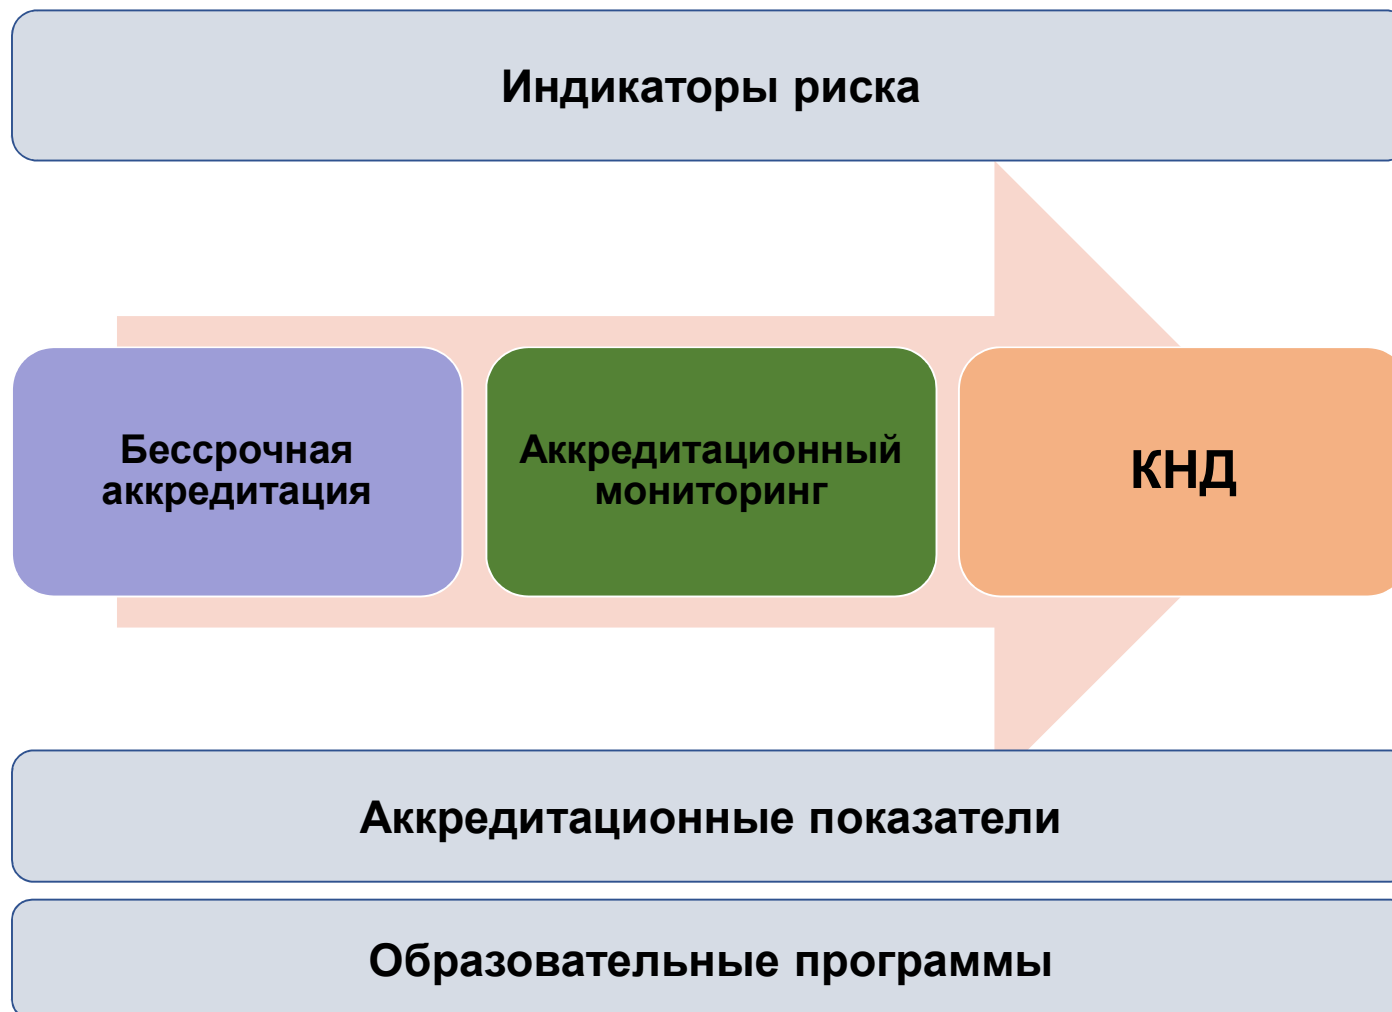 Индикаторы риска
Бессрочная
аккредитация
Аккредитационный
мониторинг
КНД
Аккредитационные показатели
Образовательные программы